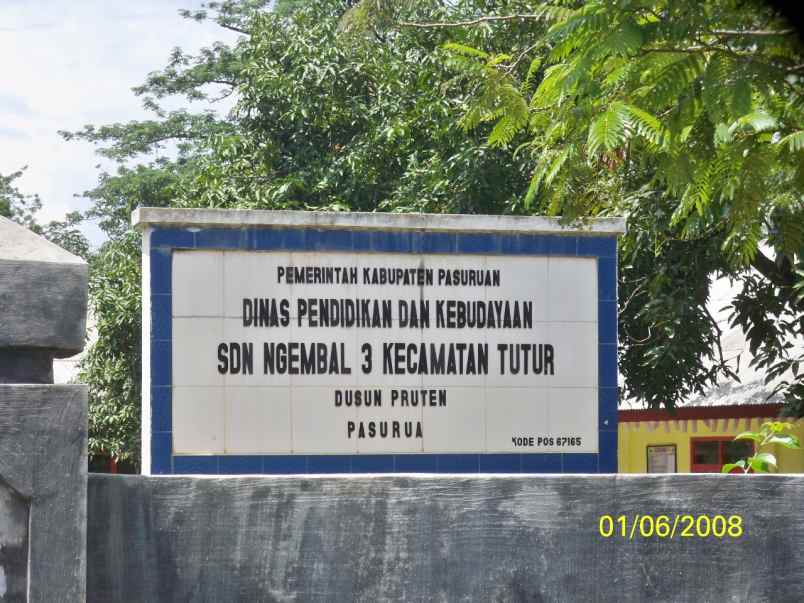 PEMERINTAH KABUPATEN PASURUAN
DINAS PENDIDIKAN DAN KEBUDAYAAN
SDN NGEMBAL 3 KECAMATAN TUTUR
DUSUN PRUTEN
PASURUA
KODE POS 67165
01/06/2008